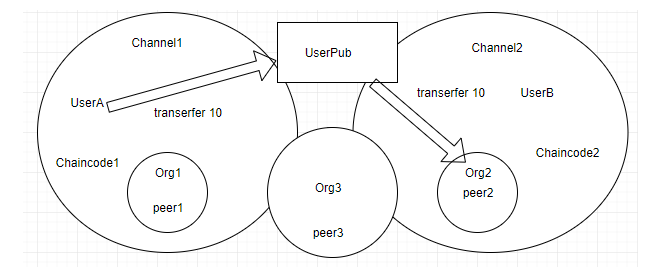 Channel1
UserPub
Channel2
UserA
transerfer 10
transerfer 10
UserB
Chaincode1
Chaincode2
Org1
peer1
Org3
peer3
Org2
peer2